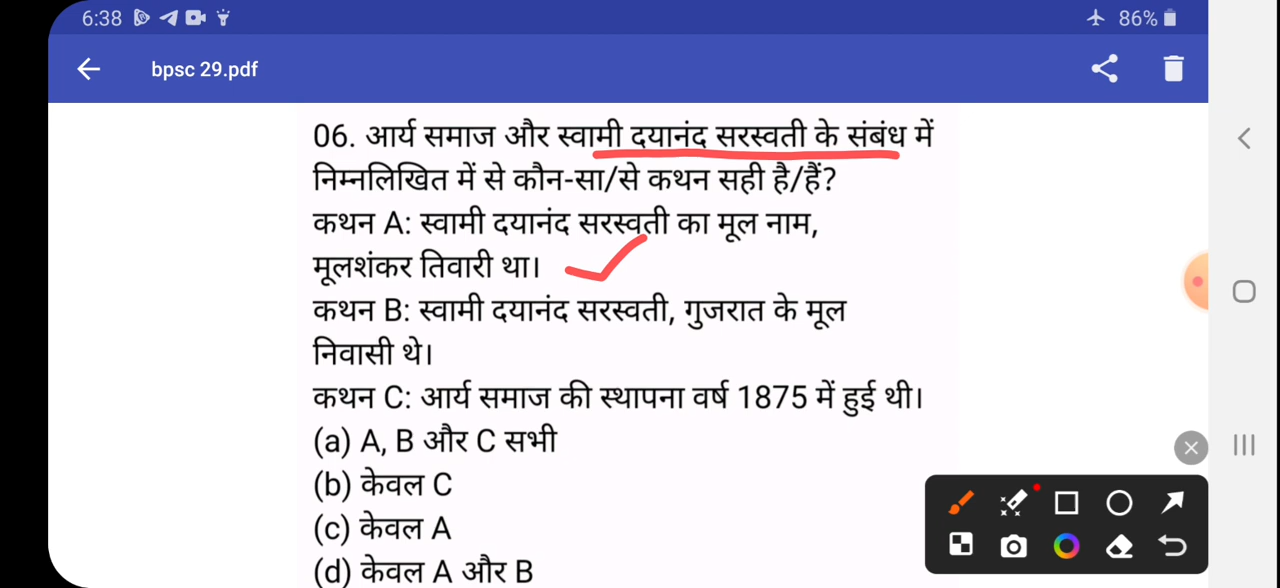 6:38 86%
bpsc 29.pdf
06. आर्य समाज और स्वामी दयानंद सरस्वती के संबंध में
निम्नलिखित में से कौन-सा/से कथन सही है/हैं?
कथन A: स्वामी दयानंद सरस्वती का मूल नाम,
मूलशंकर तिवारी था।
कथन B: स्वामी दयानंद सरस्वती, गुजरात के मूल
निवासी थे।
कथन C: आर्य समाज की स्थापना वर्ष 1875 में हुई थी।
(a) A, B और C सभी
(b) केवल C
(c) केवल A
(d) केवल A और B